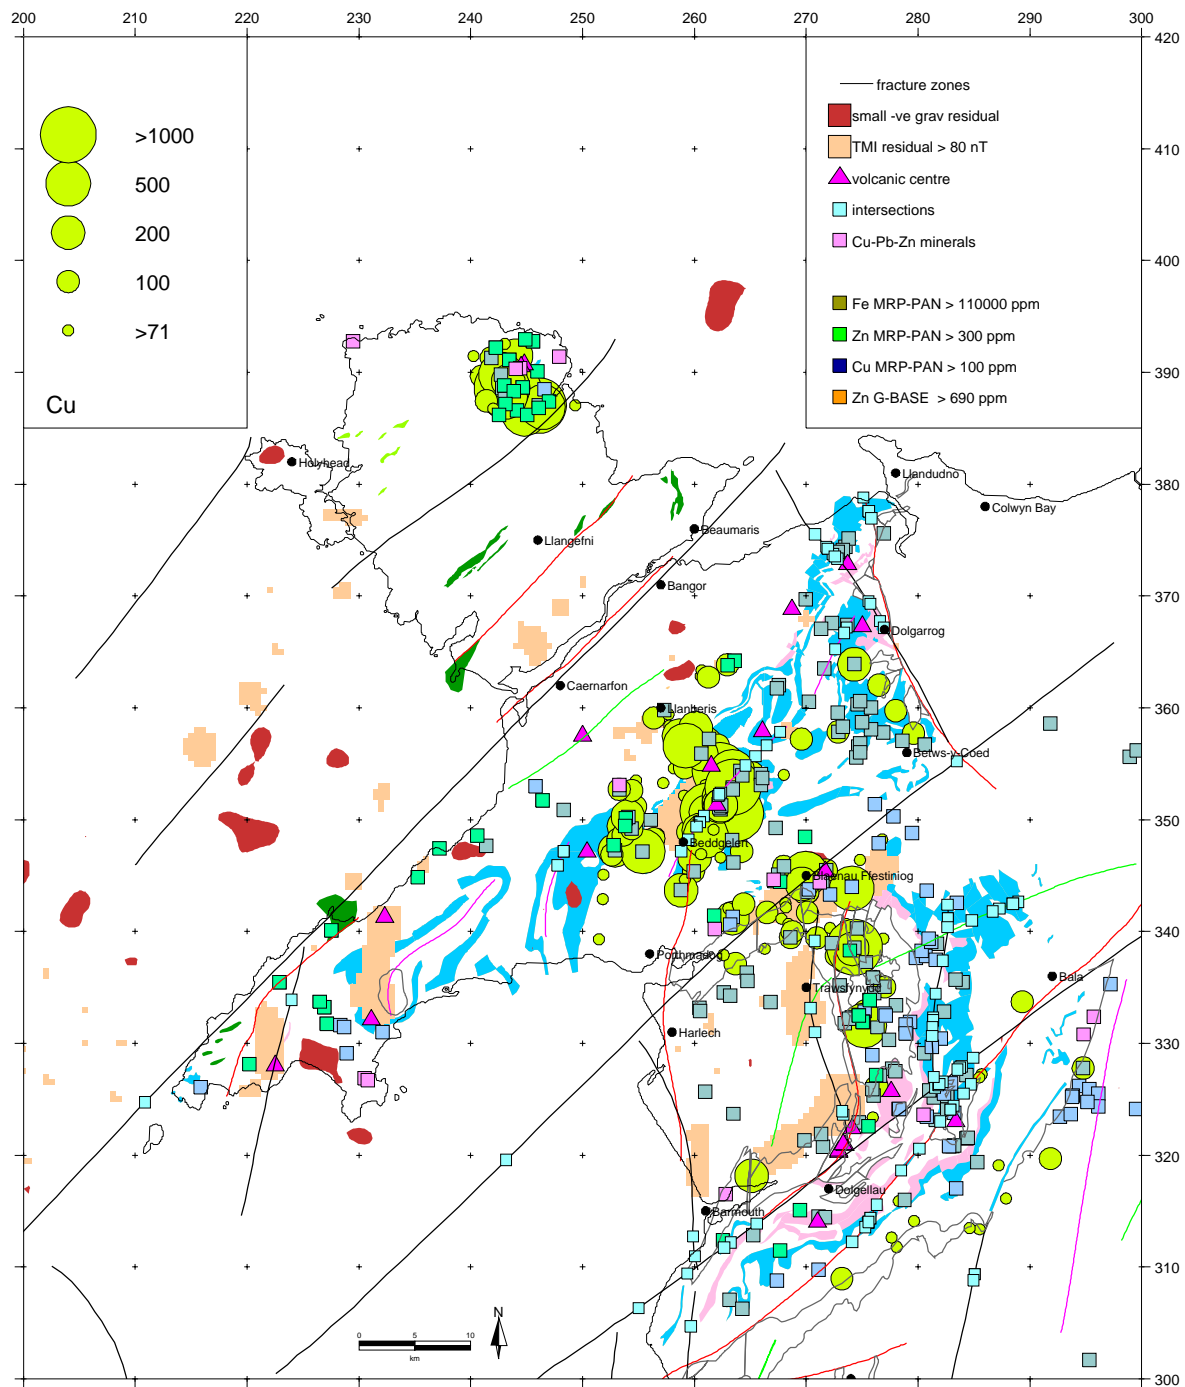 200 210 220 230 240 250 260 270 280 290 300
420
410
400
390
380
370
360
350
340
330
320
310
300
>1000
500
200
100
>71
Cu
fracture zones
small -ve grav residual
TMI residual > 80 nT
volcanic centre
intersections
Cu-Pb-Zn minerals
Fe MRP-PAN > 110000 ppm
Zn MRP-PAN > 300 ppm
Cu MRP-PAN > 100 ppm
Zn G-BASE > 690 ppm
Holyhead
Llandudno
Colwyn Bay
Beaumaris
Llangefni
Bangor
Dolgarrog
Caernarfon
Llanberis
Betws-y-Coed
Beddgelert
Blaenau Ffestiniog
Porthmadog
Bala
Trawsfynydd
Harlech
Dolgellau
Barmouth
N
0 5 10
km